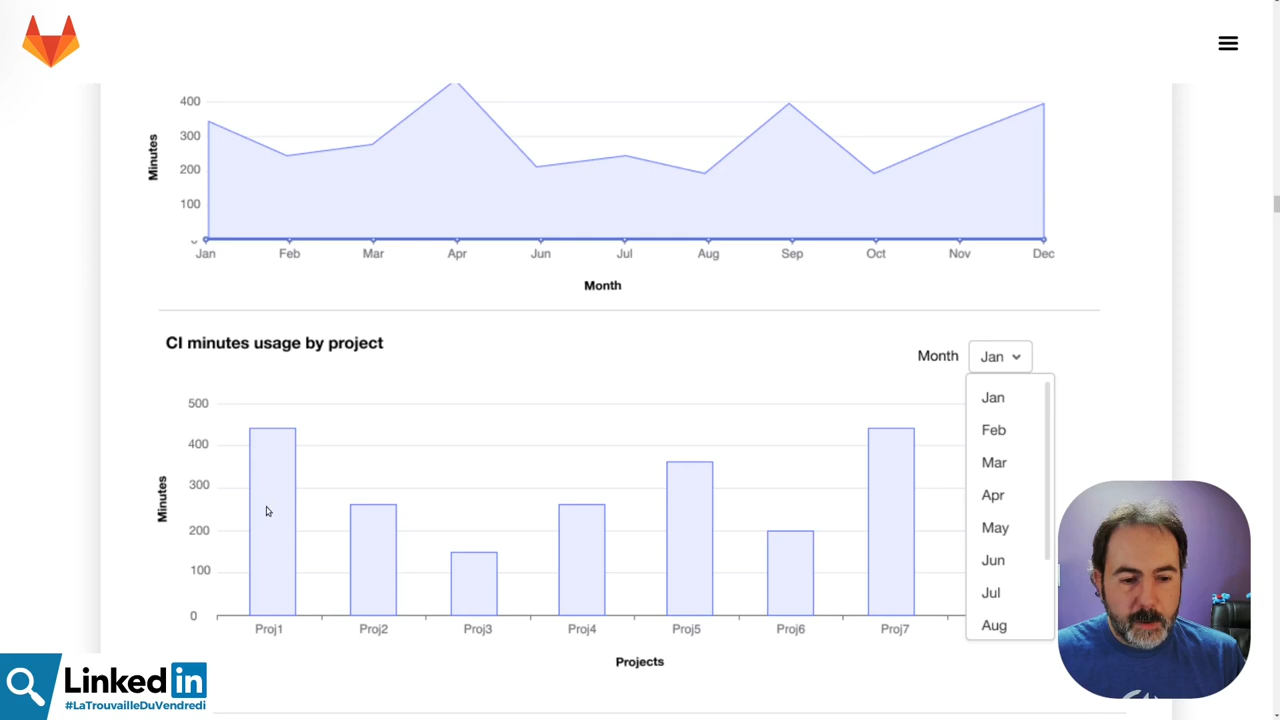 400
300
200
100
0
Minutes
Jan Feb Mar Apr Jun Jul Aug Sep Oct Nov Dec
Month
CI minutes usage by project
Month Jan
Jan
Feb
Mar
Apr
May
Jun
Jul
Aug
500
400
300
200
100
0
Minutes
Proj1 Proj2 Proj3 Proj4 Proj5 Proj6 Proj7
Projects
Linked in
#LaTrouvailleDuVendredi